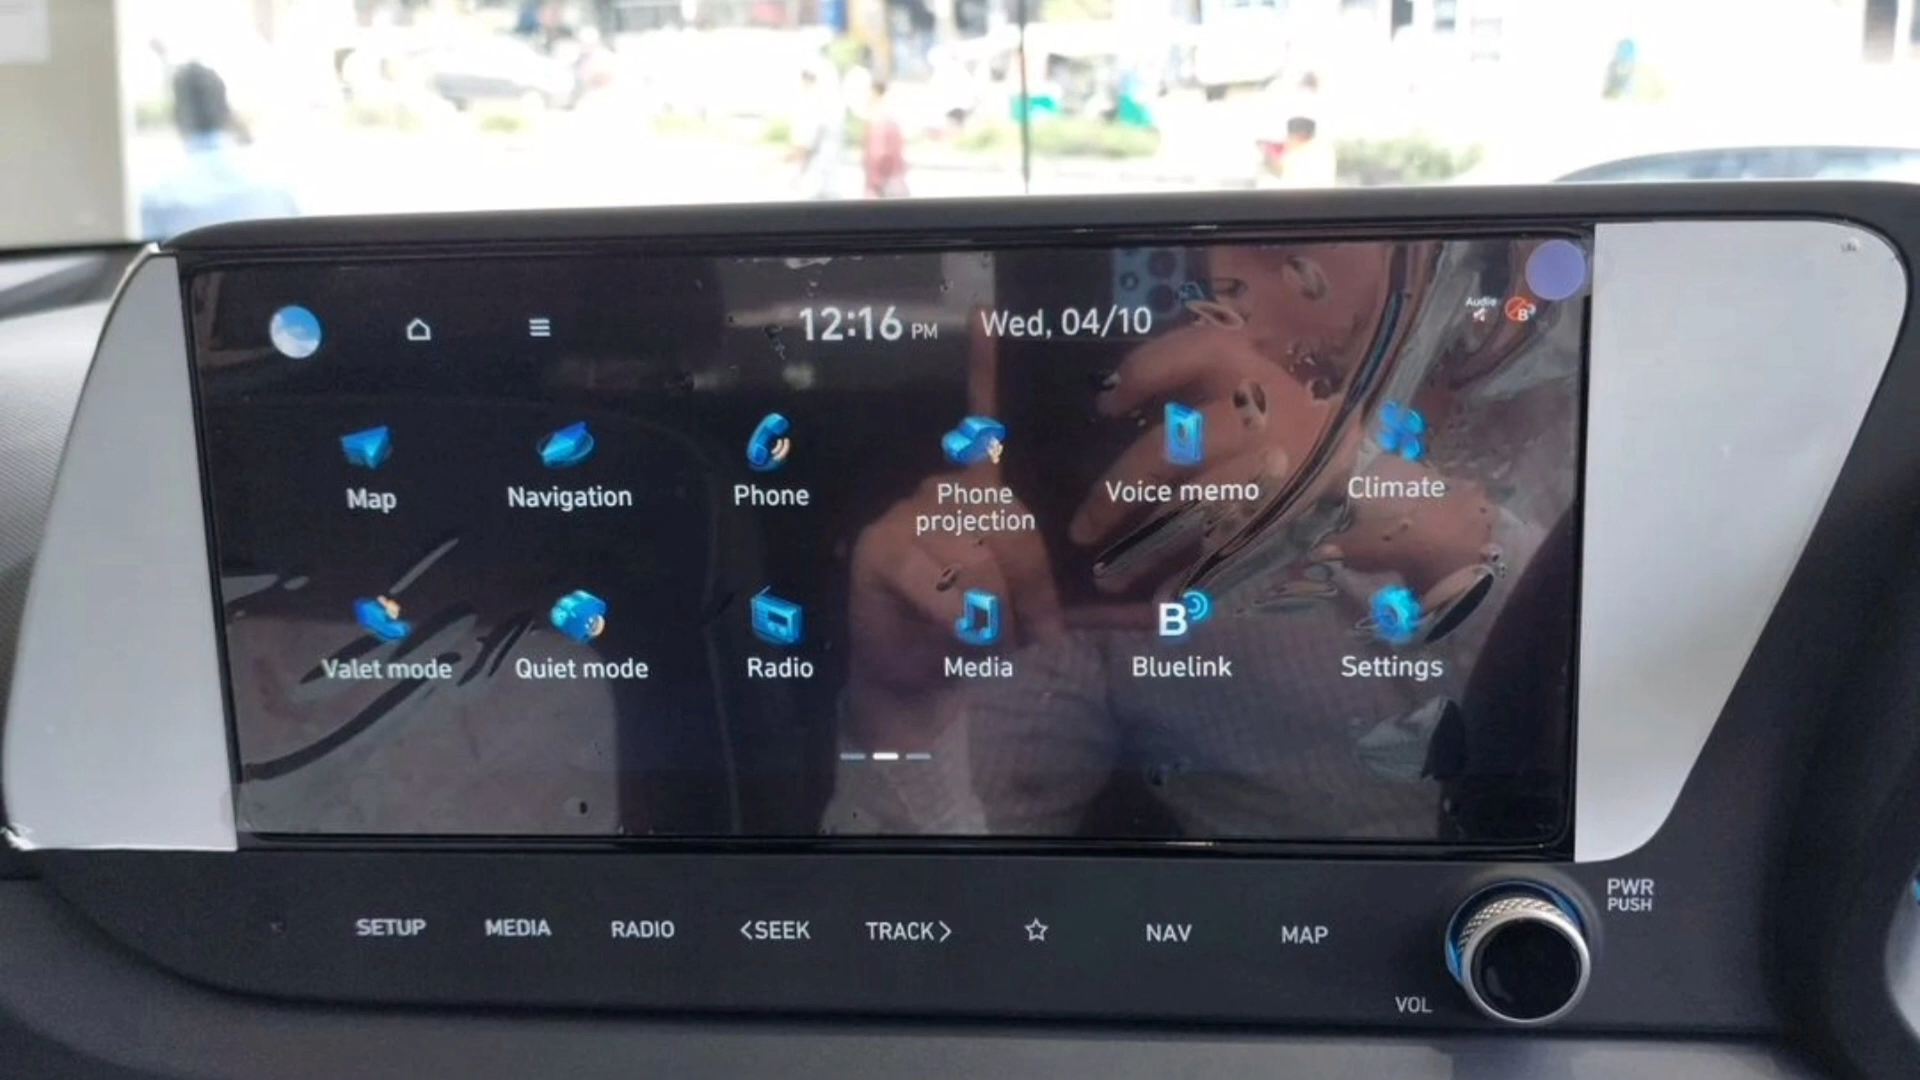 12:16 PM Wed, 04/10
Audio
B
Map
Navigation
Phone
Phone
projection
Voice memo
Climate
Valet mode
Quiet mode
Radio
Media
B
Bluelink
Settings
SETUP
MEDIA
RADIO
<SEEK
TRACK>
NAV
MAP
PWR
PUSH
VOL